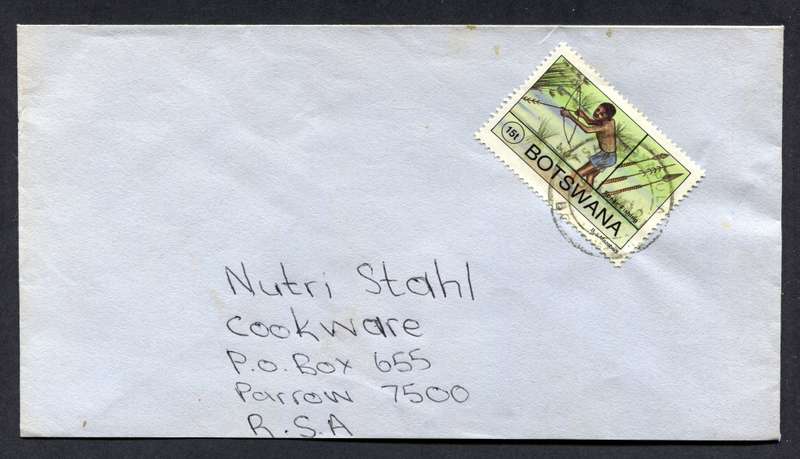 15t
BOTSWANA
Nutri Stahl
Cookware
P.O. Box 655
Parrow 7500
R.S.A